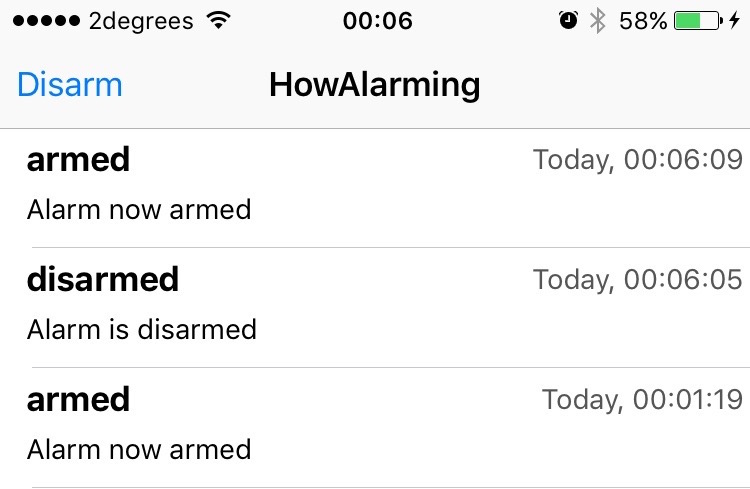 2degrees 00:06 58%
Disarm HowAlarming
armed Today, 00:06:09
Alarm now armed
disarmed Today, 00:06:05
Alarm is disarmed
armed Today, 00:01:19
Alarm now armed